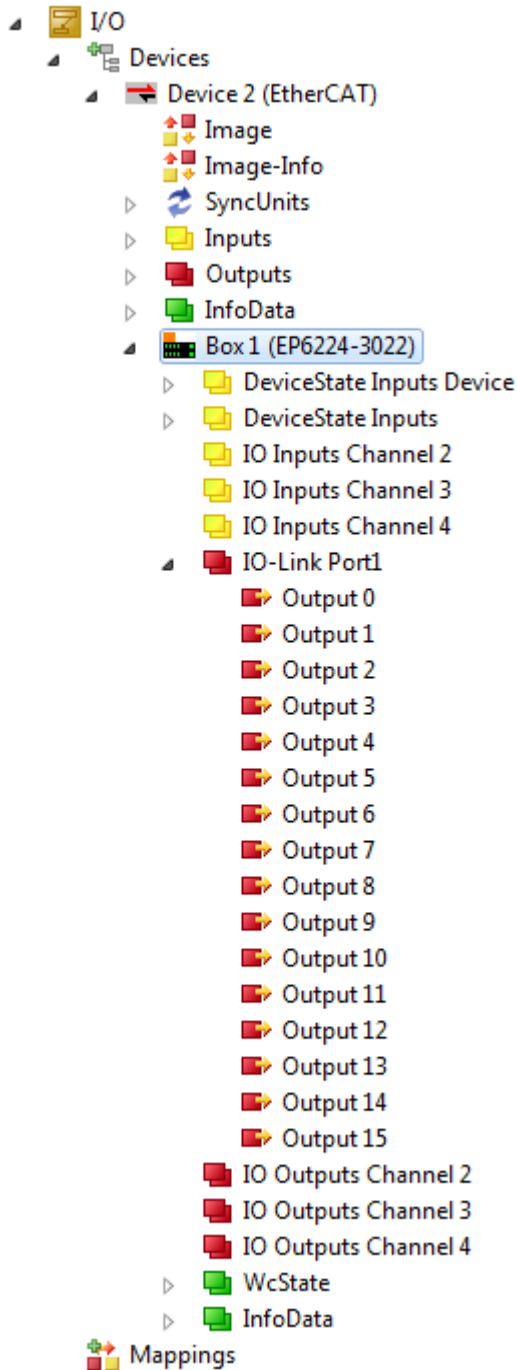 I/O
Devices
Device 2 (EtherCAT)
Image
Image-Info
SyncUnits
Inputs
Outputs
InfoData
Box 1 (EP6224-3022)
DeviceState Inputs Device
DeviceState Inputs
IO Inputs Channel 2
IO Inputs Channel 3
IO Inputs Channel 4
IO-Link Port1
Output 0
Output 1
Output 2
Output 3
Output 4
Output 5
Output 6
Output 7
Output 8
Output 9
Output 10
Output 11
Output 12
Output 13
Output 14
Output 15
IO Outputs Channel 2
IO Outputs Channel 3
IO Outputs Channel 4
WcState
InfoData
Mappings